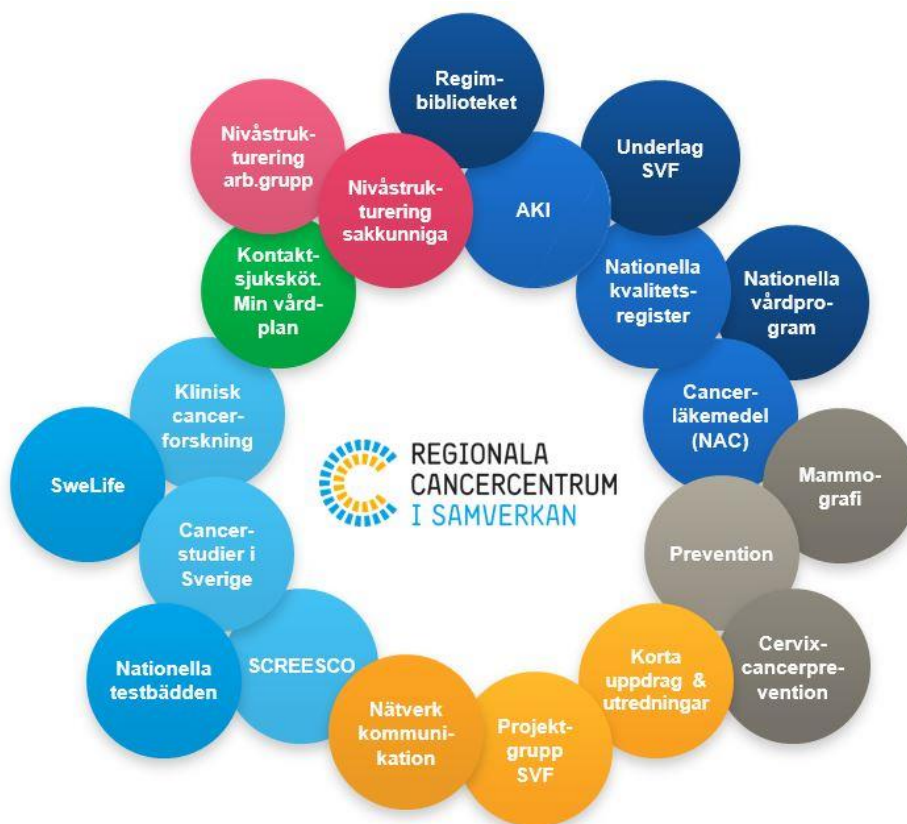 Regim-
biblioteket
Nivåstruk-
turering
arb.grupp
Nivåstruk-
turering
sakkunniga
AKI
Underlag
SVF
Kontakt-
sjuksköt.
Min vård-
plan
Nationella
kvalitets-
register
Nationella
vårdpro-
gram
Klinisk
cancer-
forskning
Cancer-
läkemedel
(NAC)
SweLife
REGIONALA
CANCERCENTRUM
I SAMVERKAN
Mammo-
grafi
Cancer-
studier i
Sverige
Prevention
Nationella
testbädden
SCREESCO
Korta
uppdrag &
utredningar
Cervix-
cancerpre-
vention
Nätverk
kommuni-
kation
Projekt-
grupp
SVF